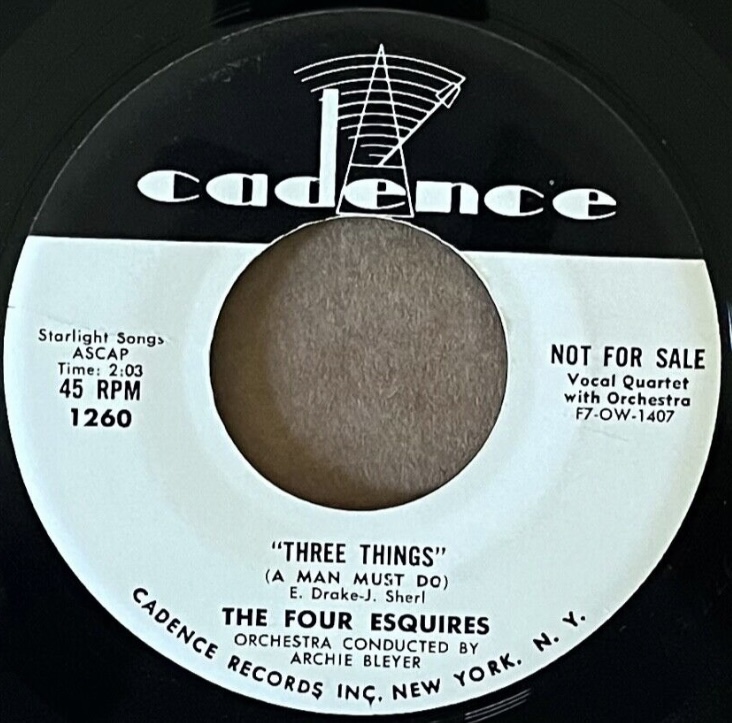 cadence
Starlight Songs
ASCAP
Time: 2:03
45 RPM
1260
NOT FOR SALE
Vocal Quartet
with Orchestra
F7-OW-1407
"THREE THINGS"
(A MAN MUST DO)
E. Drake-J. Sherl
THE FOUR ESQUIRES
ORCHESTRA CONDUCTED BY
ARCHIE BLEYER
CADENCE RECORDS INC. NEW YORK. N. Y.